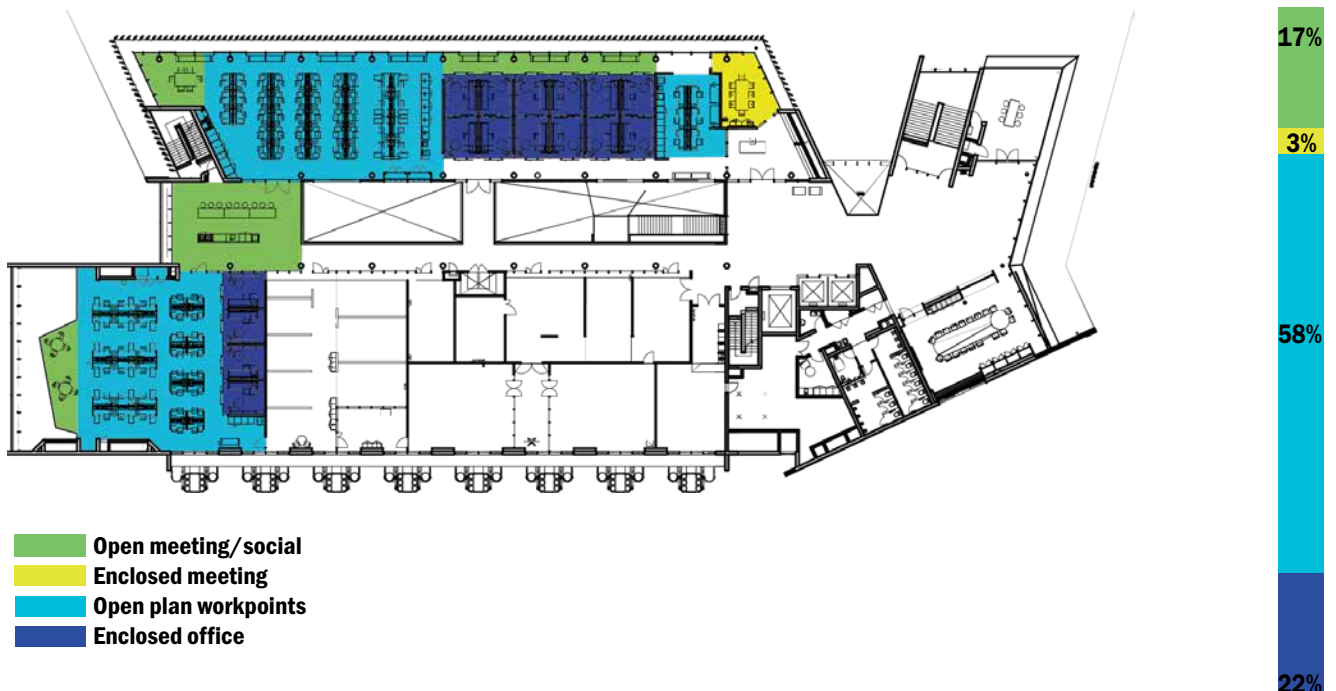 17%
3%
58%
22%
Open meeting/social
Enclosed meeting
Open plan workpoints
Enclosed office